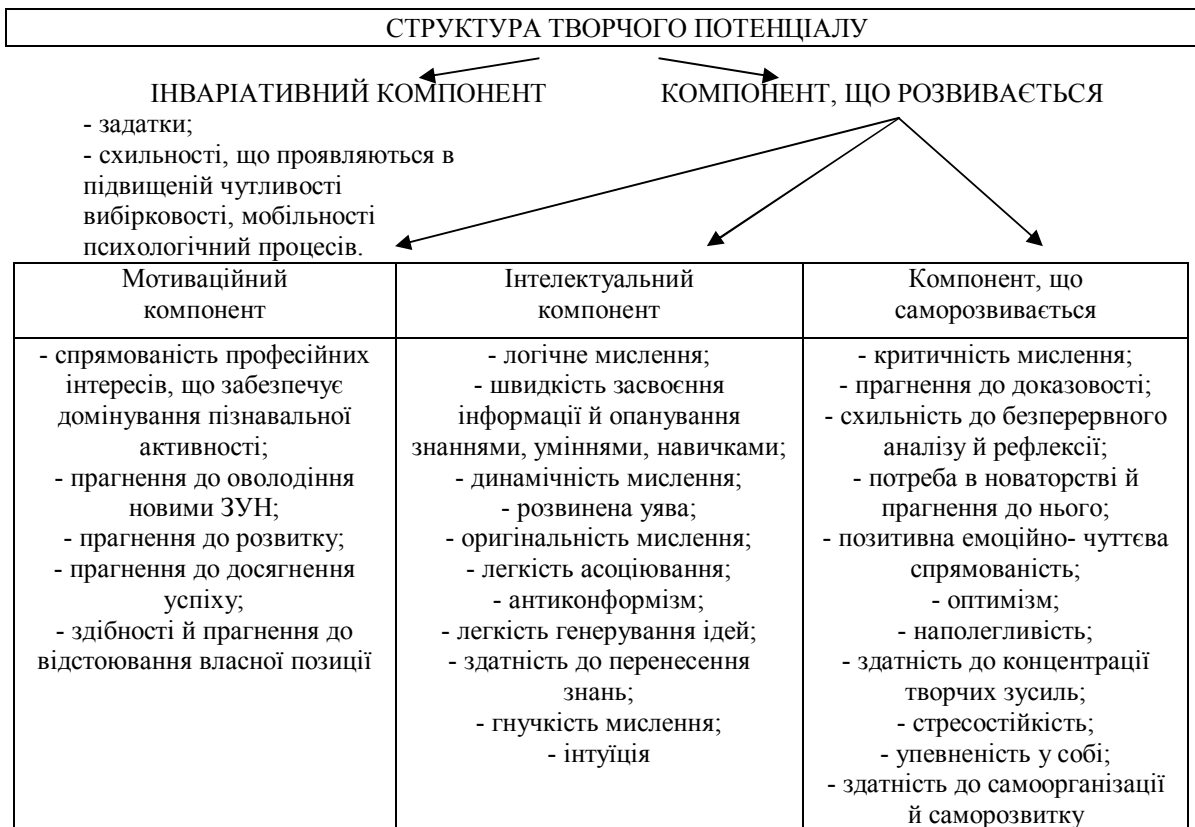 СТРУКТУРА ТВОРЧОГО ПОТЕНЦІАЛУ
ІНВАРІАТИВНИЙ КОМПОНЕНТ
- задатки;
- схильності, що проявляються в
підвищеній чутливості
вибірковості, мобільності
психологічний процесів.
КОМПОНЕНТ, ЩО РОЗВИВАЄТЬСЯ
Мотиваційний
компонент
- спрямованість професійних
інтересів, що забезпечує
домінування пізнавальної
активності;
- прагнення до оволодіння
новими ЗУН;
- прагнення до розвитку;
- прагнення до досягнення
успіху;
- здібності й прагнення до
відстоювання власної позиції
Інтелектуальний
компонент
- логічне мислення;
- швидкість засвоєння
інформації й опанування
знаннями, уміннями, навичками;
- динамічність мислення;
- розвинена уява;
- оригінальність мислення;
- легкість асоціювання;
- антиконформізм;
- легкість генерування ідей;
- здатність до перенесення
знань;
- гнучкість мислення;
- інтуїція
Компонент, що
саморозвивається
- критичність мислення;
- прагнення до доказовості;
- схильність до безперервного
аналізу й рефлексії;
- потреба в новаторстві й
прагнення до нього;
- позитивна емоційно- чуттєва
спрямованість;
- оптимізм;
- наполегливість;
- здатність до концентрації
творчих зусиль;
- стресостійкість;
- упевненість у собі;
- здатність до самоорганізації
й саморозвитку